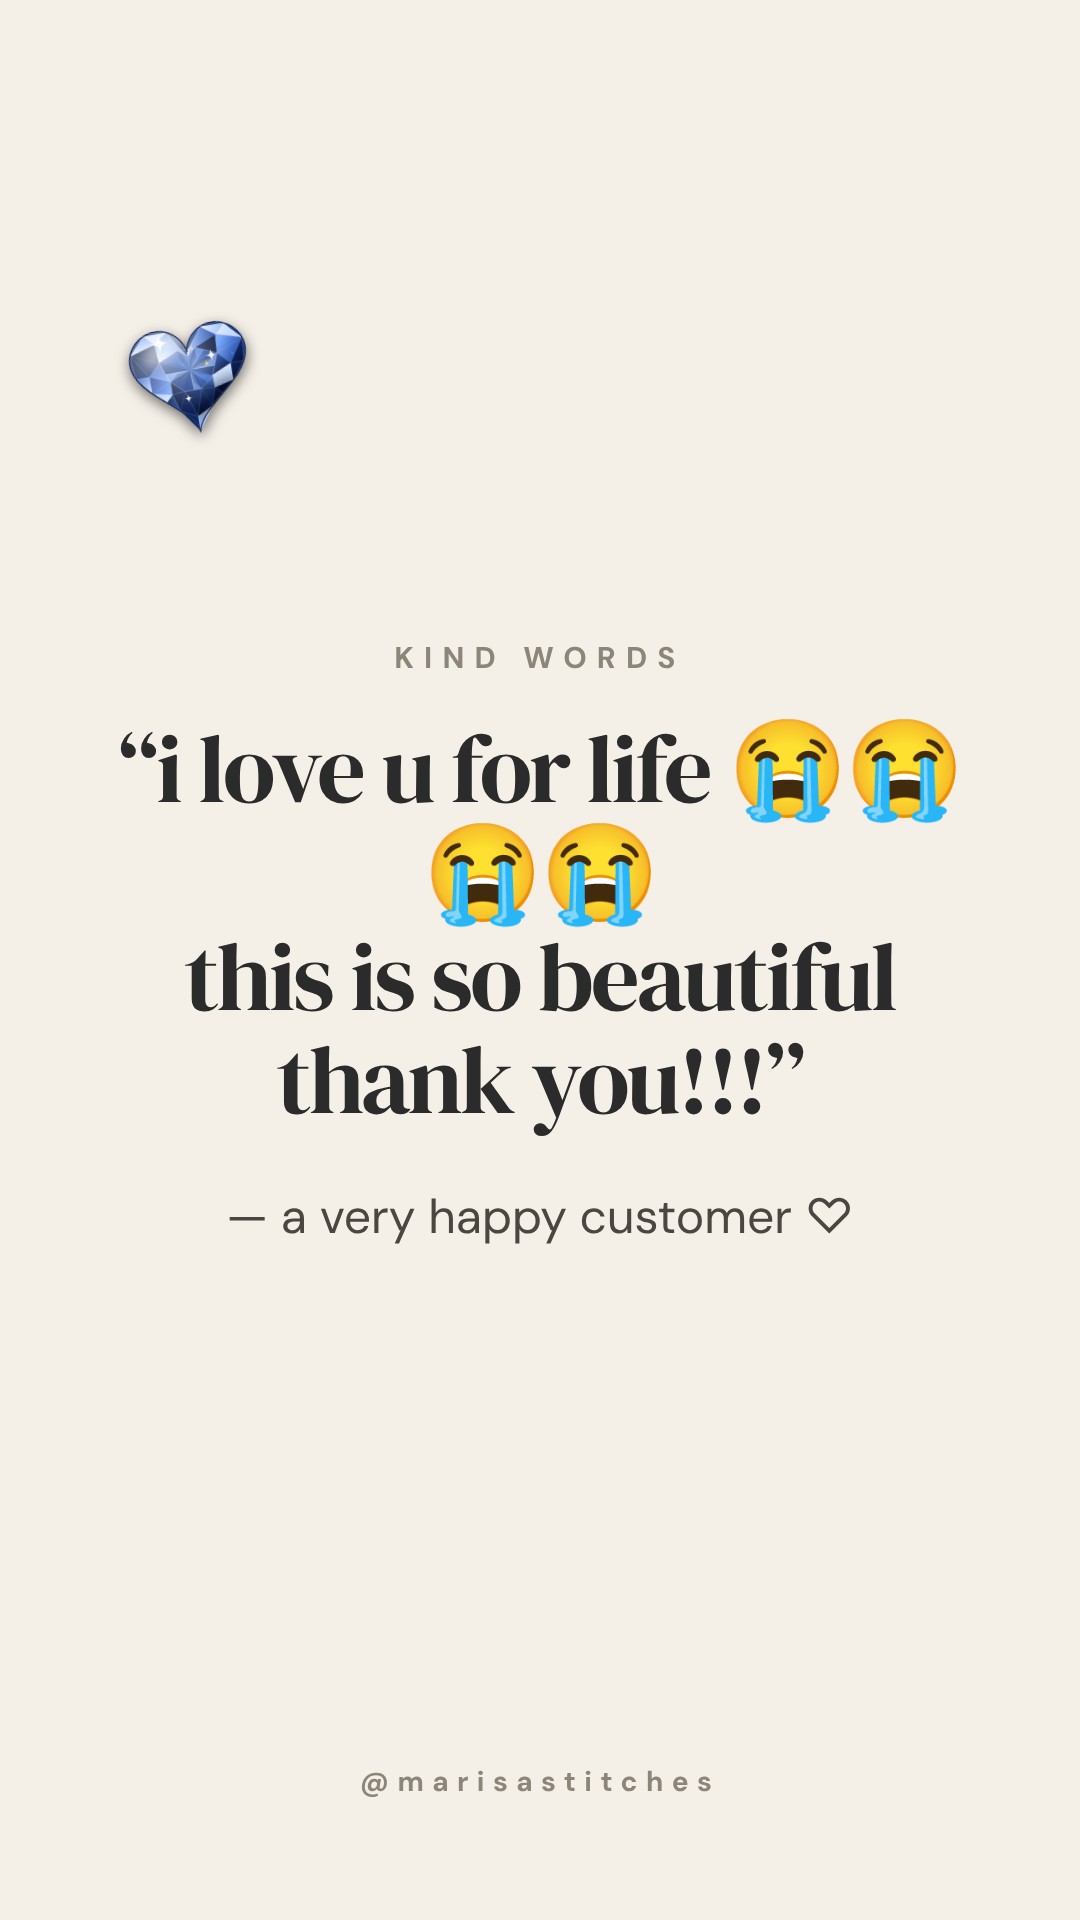 KIND WORDS
“i love u for life 😭😭
😭😭
this is so beautiful
thank you!!!”
— a very happy customer ♡
@marisastitches